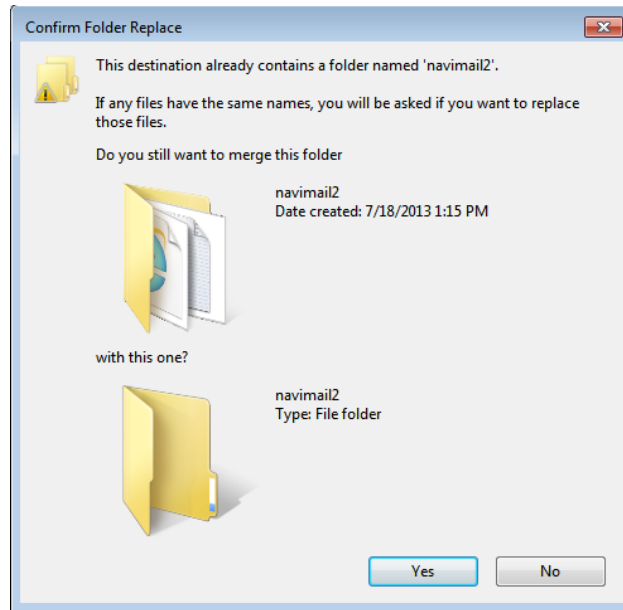 Confirm Folder Replace
This destination already contains a folder named 'navimail2'.
If any files have the same names, you will be asked if you want to replace
those files.
Do you still want to merge this folder
navimail2
Date created: 7/18/2013 1:15 PM
with this one?
navimail2
Type: File folder
Yes
No